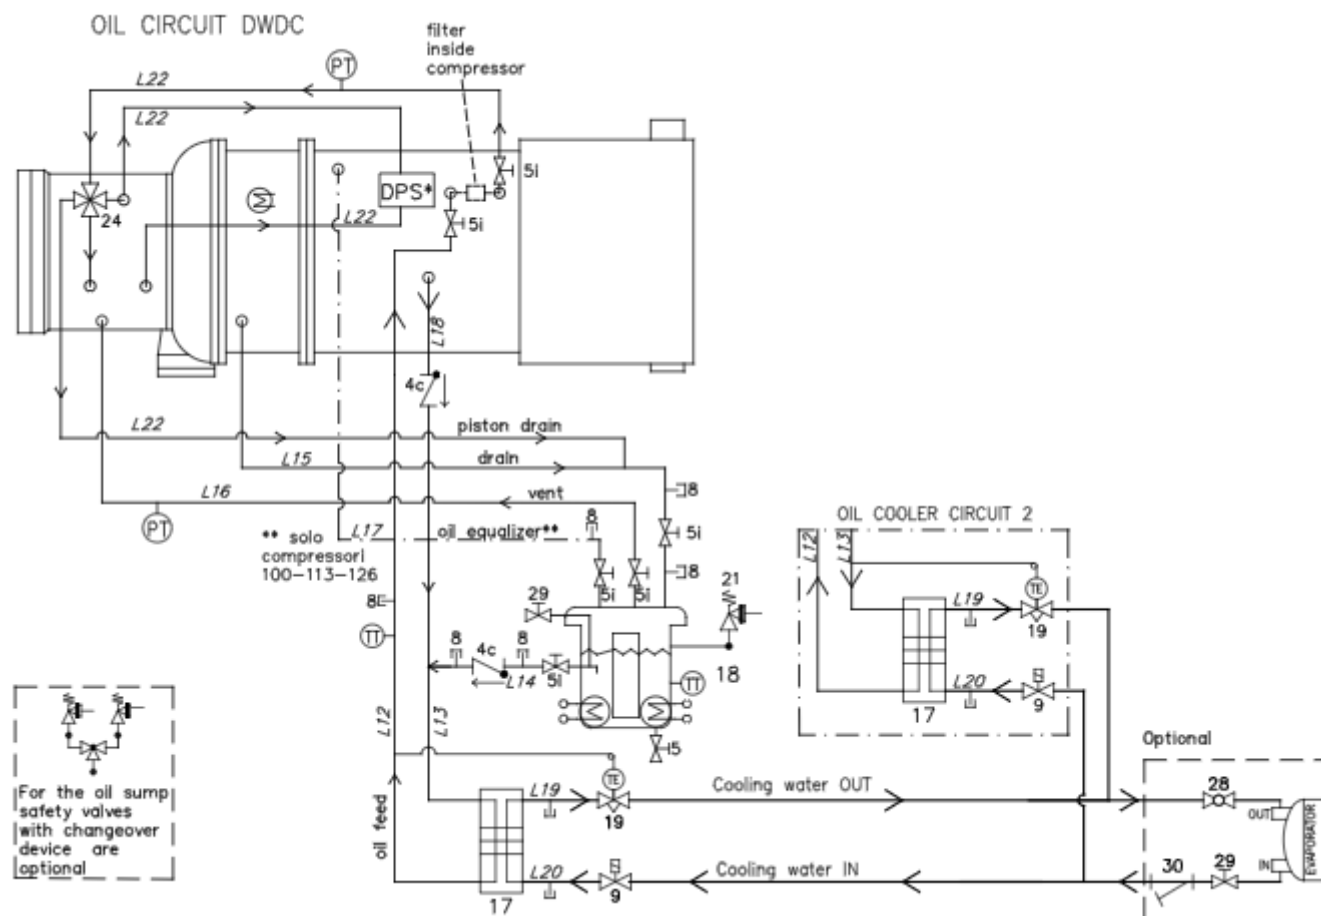 OIL CIRCUIT DWDC
filter
inside
compressor
PT
L22
L22
5i
DPS*
L22
5i
24
L18
4c
L22
piston drain
L15
drain
L16
vent
8
PT
** solo
compressori
100-113-126
L17
oil equalizer**
8
5i
8
5i
5i
21
29
8
TT
8
4c
8
5i
L14
18
TT
5
L12
L13
OIL COOLER CIRCUIT 2
L12
L13
TE
L19
19
L20
9
17
For the oil sump
safety valves
with changeover
device are
optional
oil feed
TE
L19
19
Cooling water OUT
L20
9
Cooling water IN
17
Optional
28
OUT
EVAPORATOR
IN
30
29